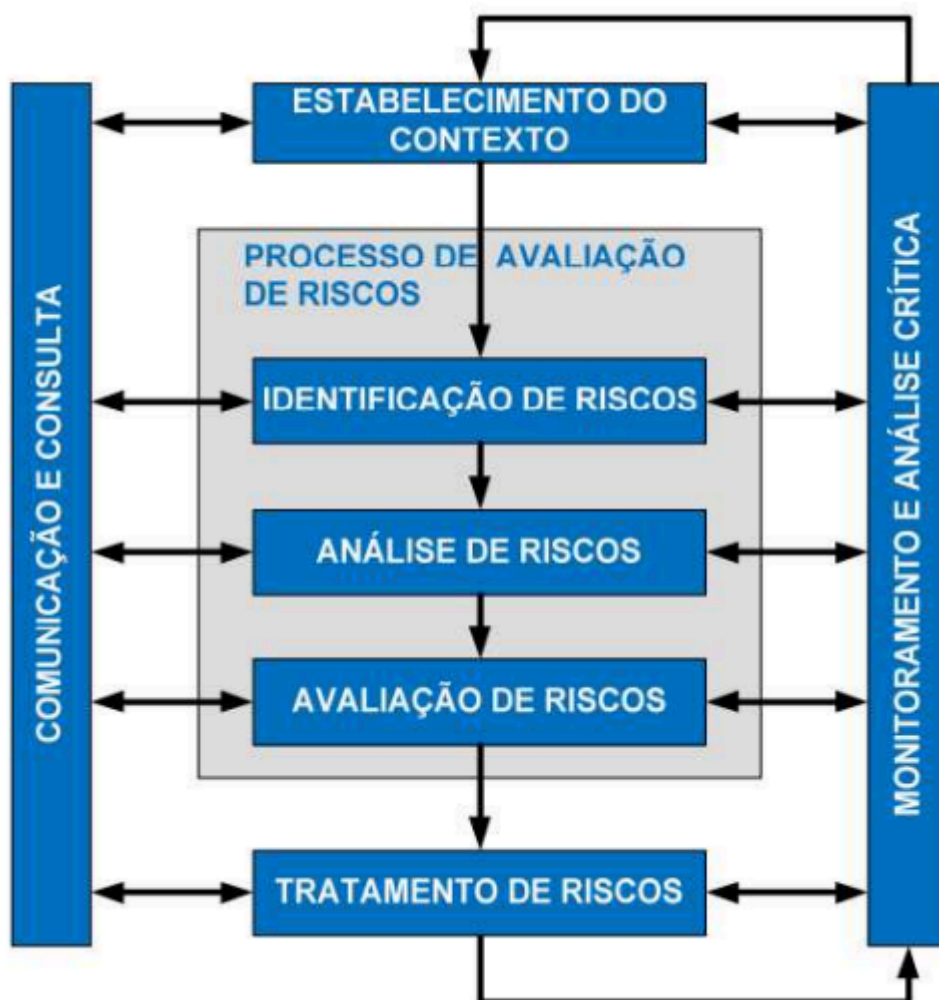 ESTABELECIMENTO DO
CONTEXTO
PROCESSO DE AVALIAÇÃO
DE RISCOS
IDENTIFICAÇÃO DE RISCOS
ANÁLISE DE RISCOS
AVALIAÇÃO DE RISCOS
TRATAMENTO DE RISCOS
COMUNICAÇÃO E CONSULTA
MONITORAMENTO E ANÁLISE CRÍTICA